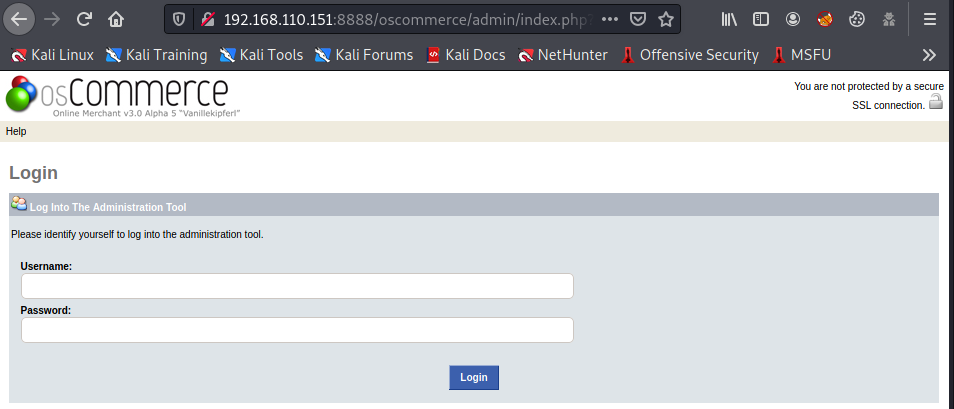 192.168.110.151:8888/oscommerce/admin/index.php?
Kali Linux Kali Training Kali Tools Kali Forums Kali Docs NetHunter Offensive Security MSFU
osCommerce
Online Merchant v3.0 Alpha 5 "Vanillekipferl"
You are not protected by a secure
SSL connection.
Help
Login
Log Into The Administration Tool
Please identify yourself to log into the administration tool.
Username:
Password:
Login